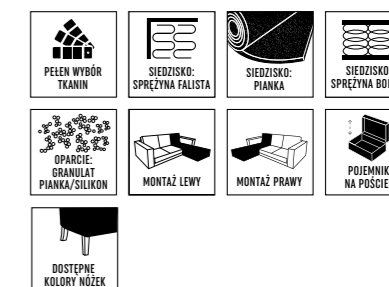 PEŁEN WYBÓR
TKANIN
SIEDZISKO:
SPRĘŻYNA FALISTA
SIEDZISKO:
PIANKA
SIEDZISKO
SPRĘŻYNA
OPARCIE:
GRANULAT
PIANKA/SILIKON
MONTAŻ LEWY
MONTAŻ PRAWY
POJEMNIK
NA
DOSTĘPNE
KOLORY NÓŻEK